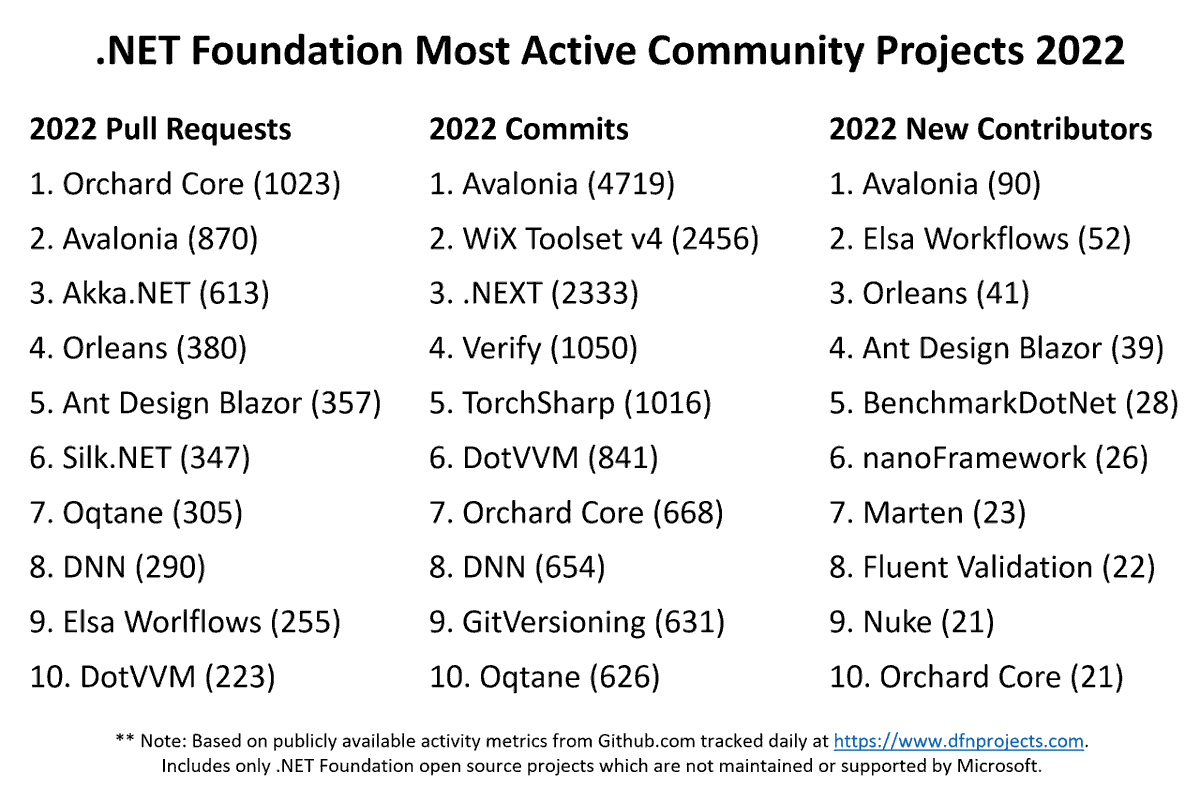 .NET Foundation Most Active Community Projects 2022
2022 Pull Requests
1. Orchard Core (1023)
2. Avalonia (870)
3. Akka.NET (613)
4. Orleans (380)
5. Ant Design Blazor (357)
6. Silk.NET (347)
7. Oqtane (305)
8. DNN (290)
9. Elsa Worlflows (255)
10. DotVVM (223)
2022 Commits
1. Avalonia (4719)
2. WiX Toolset v4 (2456)
3. .NEXT (2333)
4. Verify (1050)
5. TorchSharp (1016)
6. DotVVM (841)
7. Orchard Core (668)
8. DNN (654)
9. GitVersioning (631)
10. Oqtane (626)
2022 New Contributors
1. Avalonia (90)
2. Elsa Workflows (52)
3. Orleans (41)
4. Ant Design Blazor (39)
5. BenchmarkDotNet (28)
6. nanoFramework (26)
7. Marten (23)
8. Fluent Validation (22)
9. Nuke (21)
10. Orchard Core (21)
** Note: Based on publicly available activity metrics from Github.com tracked daily at https://www.dfnprojects.com.
Includes only .NET Foundation open source projects which are not maintained or supported by Microsoft.